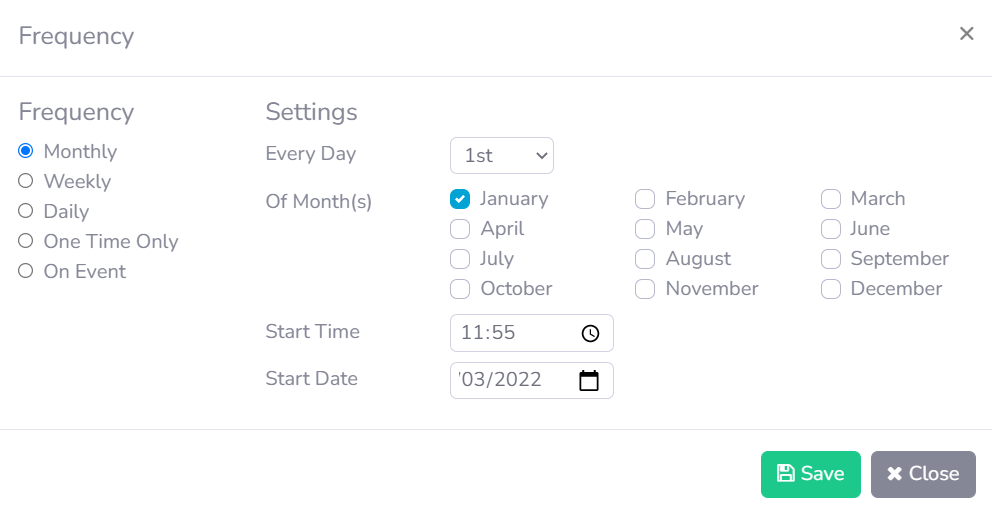 Frequency
Frequency
Monthly
Weekly
Daily
One Time Only
On Event
Settings
Every Day 1st
Of Month(s) January February March
April May June
July August September
October November December
Start Time 11:55
Start Date /03/2022
Save Close